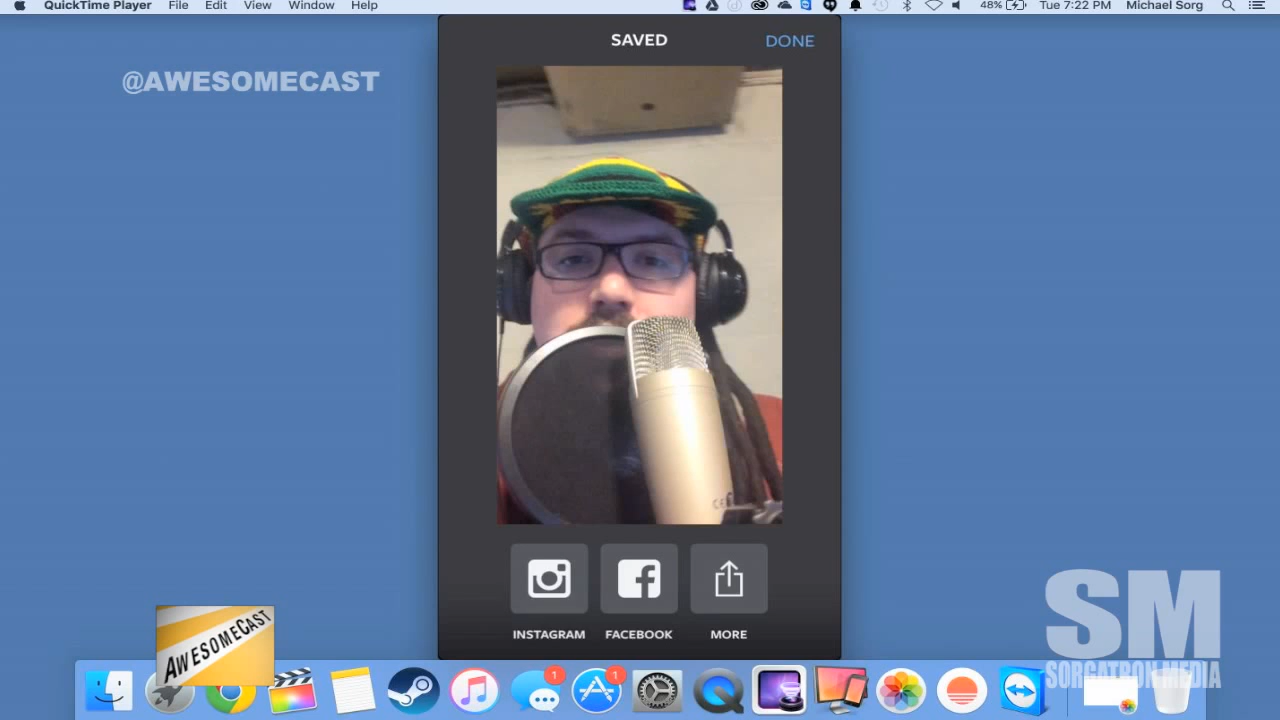 QuickTime Player File Edit View Window Help 48% Tue 7:22 PM Michael Sorg
SAVED DONE
@AWESOMECAST
INSTAGRAM FACEBOOK MORE
AWESOMECAST
SM
SORGATRON MEDIA
1 1